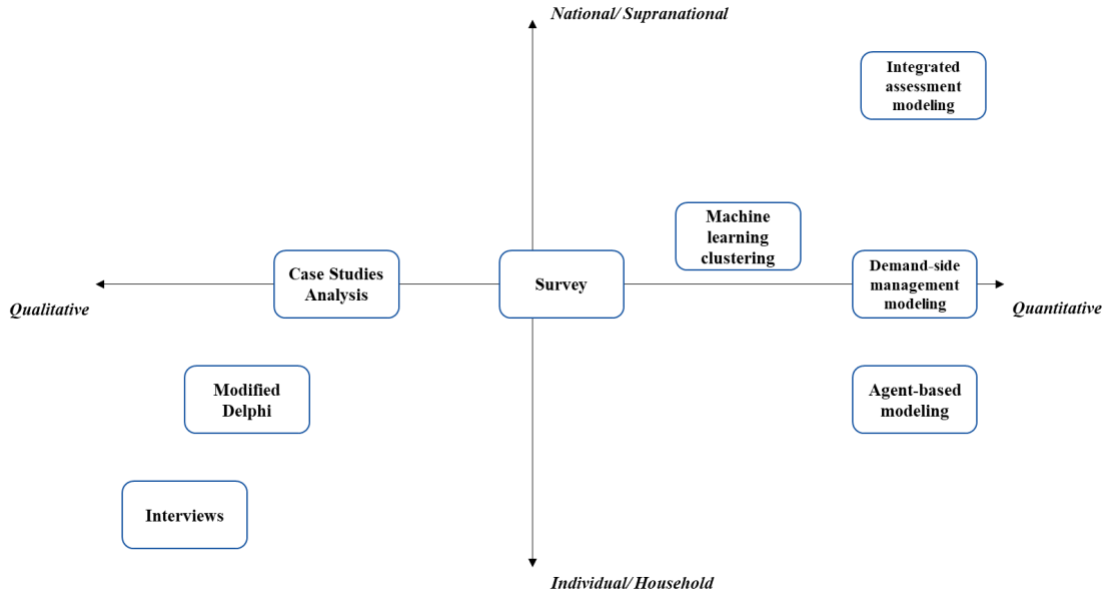 National/ Supranational
Integrated
assessment
modeling
Machine
learning
clustering
Case Studies
Analysis
Survey
Demand-side
management
modeling
Qualitative
Quantitative
Modified
Delphi
Agent-based
modeling
Interviews
Individual/ Household